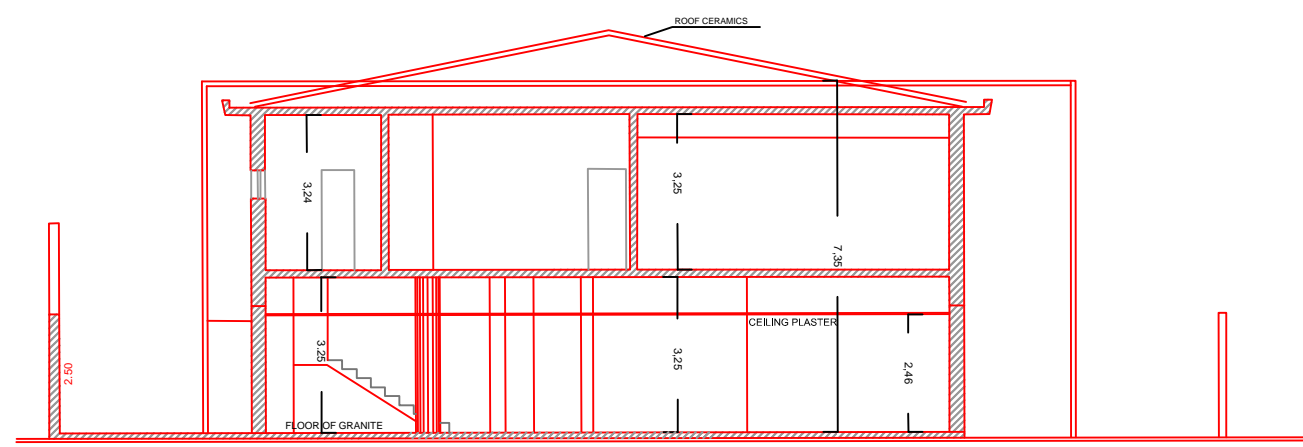 ROOF CERAMICS
3,24
3,25
7,35
CEILING PLASTER
3,25
3,25
2,46
2.50
FLOOR OF GRANITE